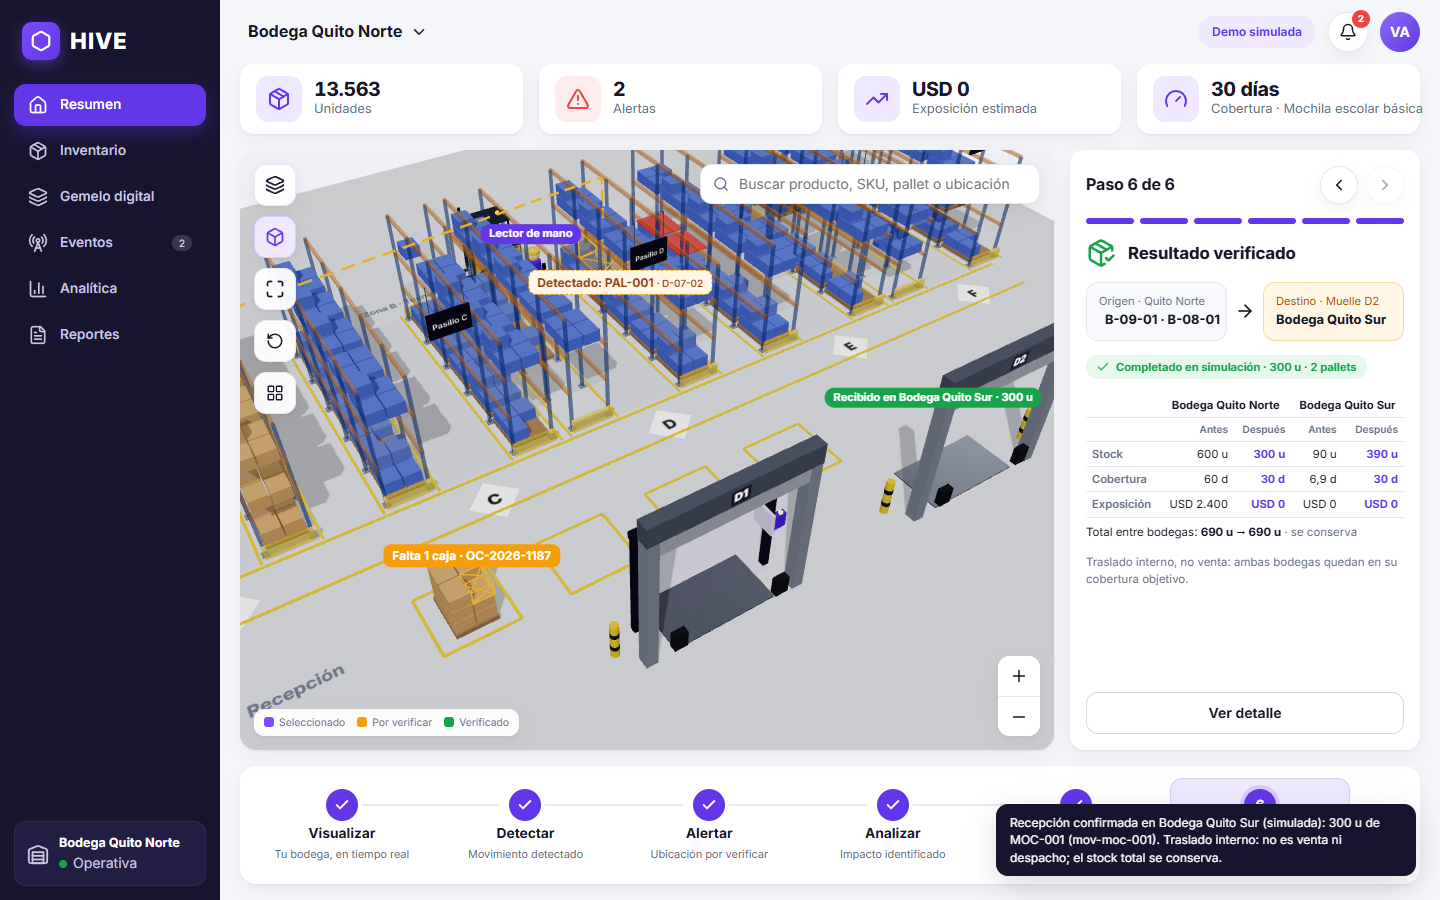 HIVE
Resumen
Inventario
Gemelo digital
Eventos
2
Analítica
Reportes
Bodega Quito Norte
Operativa
Bodega Quito Norte
Demo simulada
2
VA
13.563
Unidades
2
Alertas
USD 0
Exposición estimada
30 días
Cobertura · Mochila escolar básica
Buscar producto, SKU, pallet o ubicación
Lector de mano
Pasillo D
Detectado: PAL-001 · D-07-02
Pasillo C
F
E
D2
Recibido en Bodega Quito Sur · 300 u
D
D1
C
Falta 1 caja · OC-2026-1187
Recepción
Seleccionado
Por verificar
Verificado
Paso 6 de 6
Resultado verificado
Origen · Quito Norte
B-09-01 · B-08-01
Destino · Muelle D2
Bodega Quito Sur
Completado en simulación · 300 u · 2 pallets
Bodega Quito Norte Bodega Quito Sur
Antes Después Antes Después
Stock 600 u 300 u 90 u 390 u
Cobertura 60 d 30 d 6,9 d 30 d
Exposición USD 2.400 USD 0 USD 0 USD 0
Total entre bodegas: 690 u → 690 u · se conserva
Traslado interno, no venta: ambas bodegas quedan en su
cobertura objetivo.
Ver detalle
Visualizar
Tu bodega, en tiempo real
Detectar
Movimiento detectado
Alertar
Ubicación por verificar
Analizar
Impacto identificado
Recepción confirmada en Bodega Quito Sur (simulada): 300 u de
MOC-001 (mov-moc-001). Traslado interno: no es venta ni
despacho; el stock total se conserva.